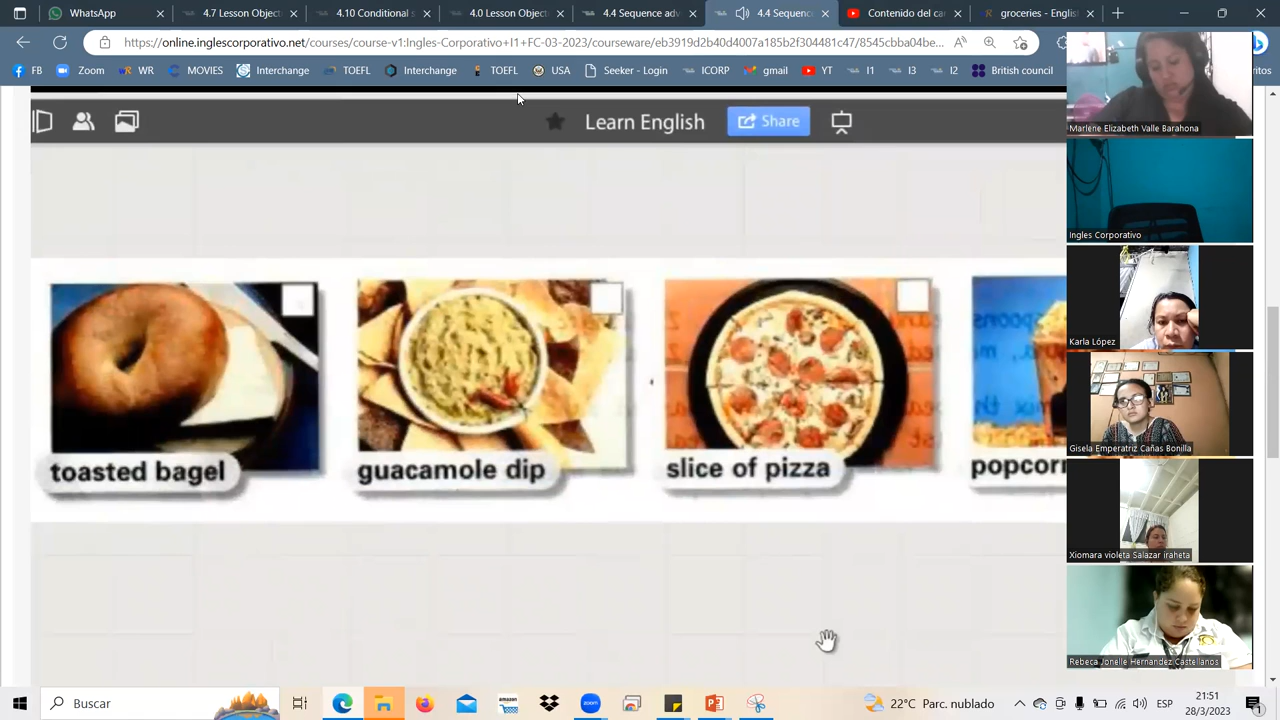 WhatsApp
4.7 Lesson Object
4.10 Conditional s
4.0 Lesson Objec
4.4 Sequence adv
4.4 Sequenc
Contenido del ca
groceries - Englis
https://online.inglescorporativo.net/courses/course-v1:Ingles-Corporativo+I1+FC-03-2023/courseware/eb3919d2b40d4007a185b2f304481c47/8545cbba04be...
FB
Zoom
WR
MOVIES
Interchange
TOEFL
Interchange
TOEFL
USA
Seeker - Login
ICORP
gmail
YT
I1
I3
I2
British council
Learn English
Share
toasted bagel
guacamole dip
slice of pizza
popcorn
Marlene Elizabeth Valle Barahona
Ingles Corporativo
Karla López
Gisela Emperatriz Cañas Bonilla
Xiomara violeta Salazar iraheta
Rebeca Jonelle Hernandez Castellanos
Buscar
amazon
zoom
22°C Parc. nublado
ESP
21:51
28/3/2023
1